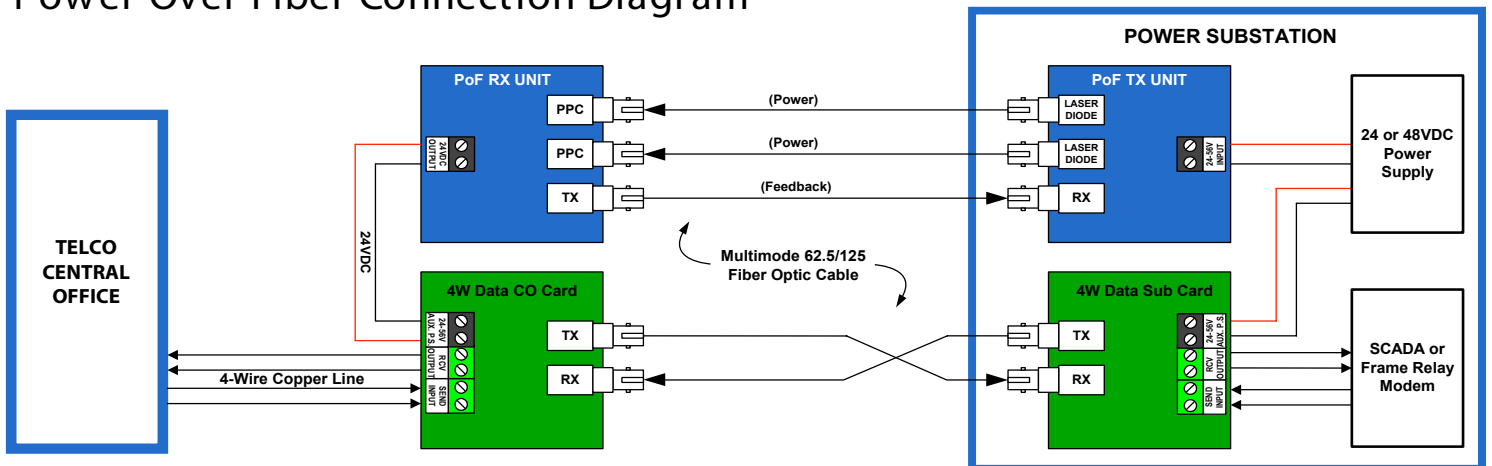 Power Over Fiber Connection Diagram
POWER SUBSTATION
PoF RX UNIT
PoF TX UNIT
PPC
(Power)
LASER
DIODE
24VDC
OUTPUT
PPC
(Power)
LASER
DIODE
24-56V
INPUT
24 or 48VDC
Power
Supply
TX
(Feedback)
RX
TELCO
CENTRAL
OFFICE
24VDC
Multimode 62.5/125
Fiber Optic Cable
4W Data CO Card
4W Data Sub Card
24-56V
AUX. P.S.
RCV
OUTPUT
SEND
INPUT
TX
RX
TX
RX
24-56V
AUX. P.S.
RCV
OUTPUT
SEND
INPUT
4-Wire Copper Line
SCADA or
Frame Relay
Modem